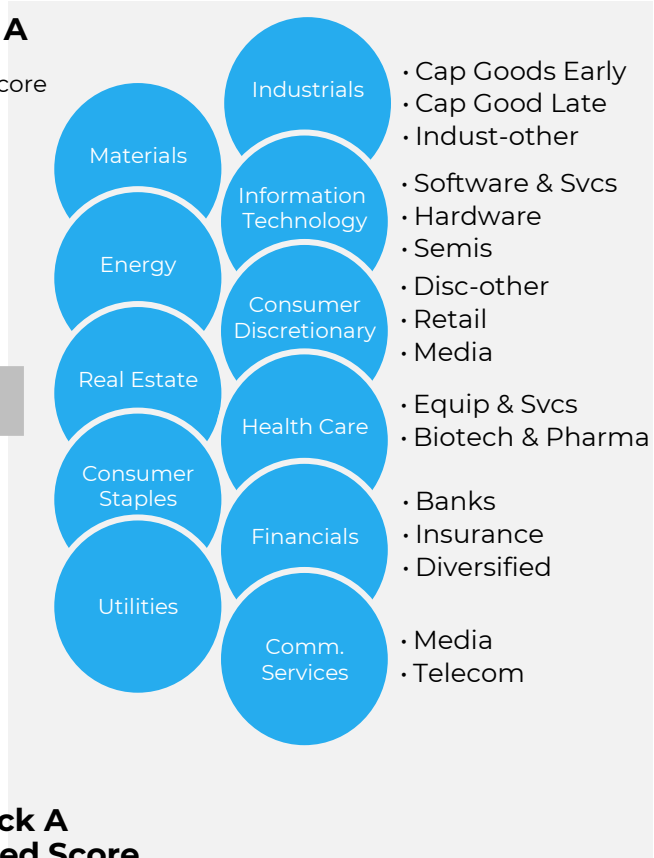 A
core
Materials
Energy
Real Estate
Consumer
Staples
Utilities
Industrials
· Cap Goods Early
· Cap Good Late
· Indust-other
Information
Technology
· Software & Svcs
· Hardware
· Semis
Consumer
Discretionary
· Disc-other
· Retail
· Media
Health Care
· Equip & Svcs
· Biotech & Pharma
Financials
· Banks
· Insurance
· Diversified
Comm.
Services
· Media
· Telecom
ck A
ed Score